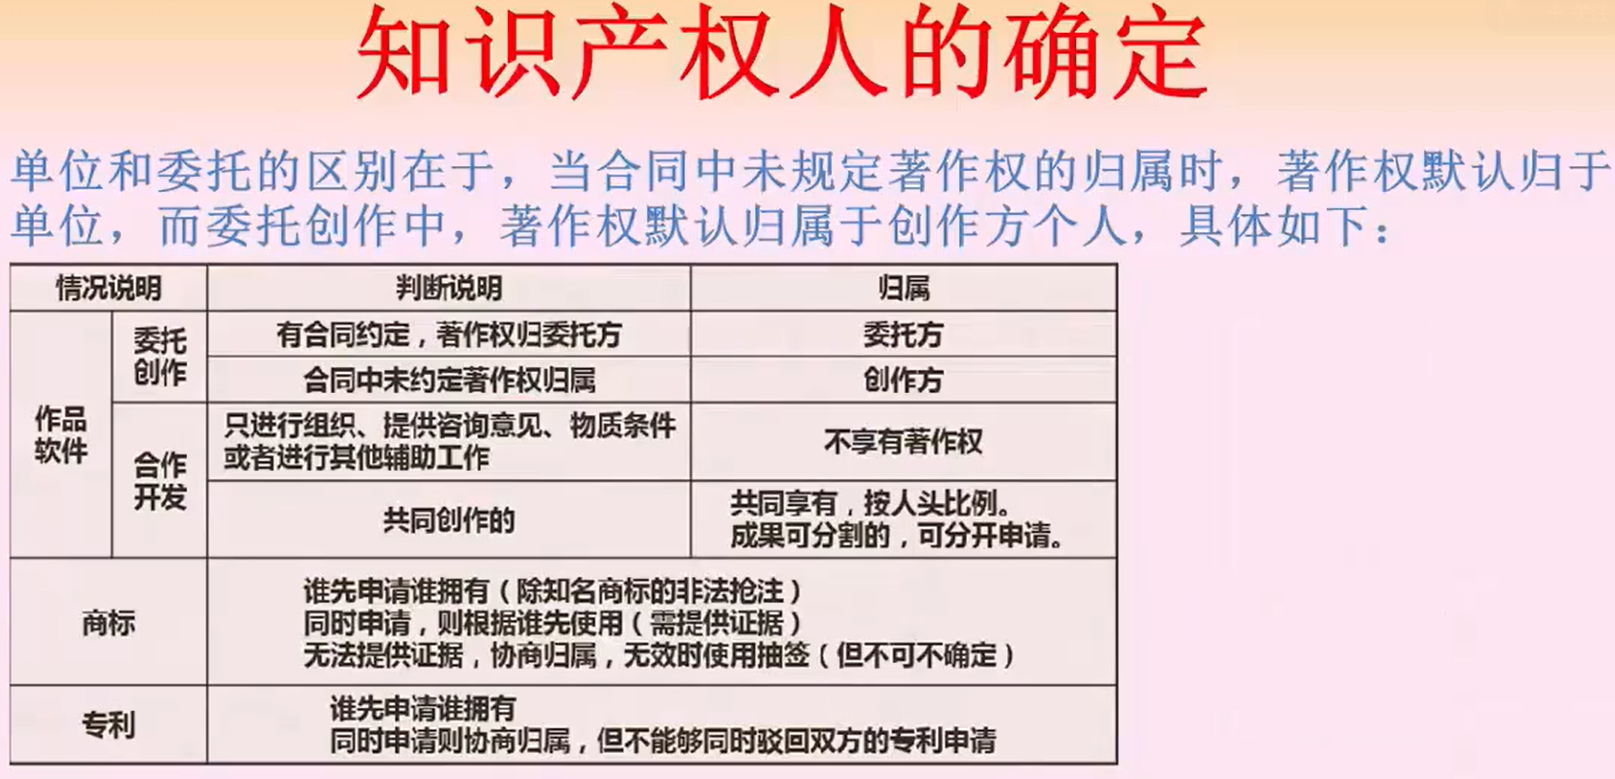 知识产权人的确定
单位和委托的区别在于，当合同中未规定著作权的归属时，著作权默认归于
单位，而委托创作中，著作权默认归属于创作方个人，具体如下：
情况说明 判断说明 归属
作品
软件
委托
创作
有合同约定，著作权归委托方 委托方
合同中未约定著作权归属 创作方
合作
开发
只进行组织、提供咨询意见、物质条件
或者进行其他辅助工作
不享有著作权
共同创作的
共同享有，按人头比例。
成果可分割的，可分开申请。
商标
谁先申请谁拥有（除知名商标的非法抢注）
同时申请，则根据谁先使用（需提供证据）
无法提供证据，协商归属，无效时使用抽签（但不可不确定）
专利
谁先申请谁拥有
同时申请则协商归属，但不能够同时驳回双方的专利申请